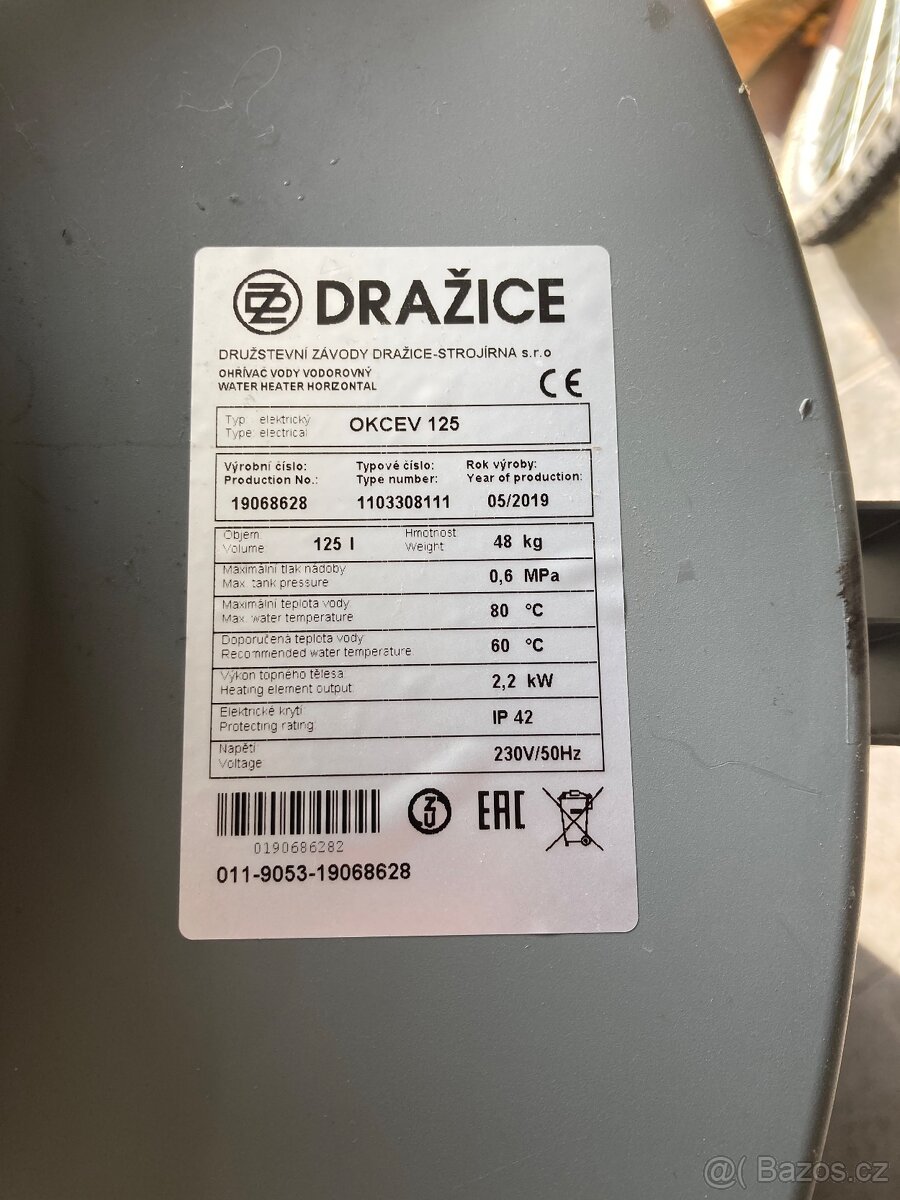 DRAŽICE
DRUŽSTEVNÍ ZÁVODY DRAŽICE-STROJÍRNA s.r.o
OHŘÍVAČ VODY VODOROVNÝ
WATER HEATER HORIZONTAL
CE
Typ elektrický
Type electrical
OKCEV 125
Výrobní číslo:
Production No.:
19068628
Typové číslo:
Type number:
1103308111
Rok výroby:
Year of production:
05/2019
Objem
Volume
125 l
Hmotnost
Weight
48 kg
Maximální tlak nádoby
Max. tank pressure
0,6 MPa
Maximální teplota vody
Max. water temperature
80 °C
Doporučená teplota vody
Recommended water temperature
60 °C
Výkon topného tělesa
Heating element output
2,2 kW
Elektrické krytí
Protecting rating
IP 42
Napětí
Voltage
230V/50Hz
0190686282
EAC
011-9053-19068628
@( Bazos.cz